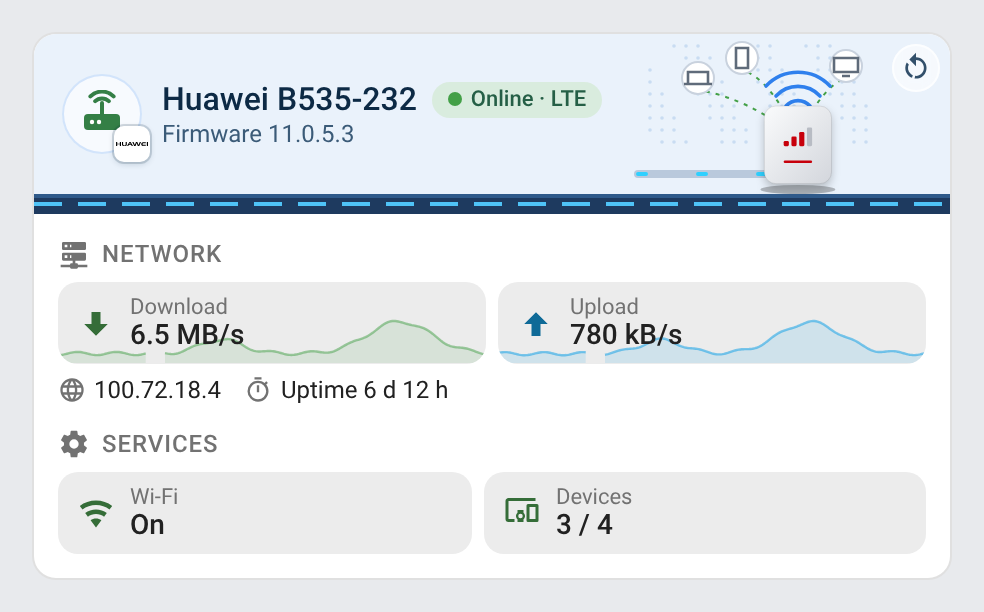 Huawei B535-232
Online · LTE
Firmware 11.0.5.3
HUAWEI
NETWORK
Download
6.5 MB/s
Upload
780 kB/s
100.72.18.4
Uptime 6 d 12 h
SERVICES
Wi-Fi
On
Devices
3 / 4